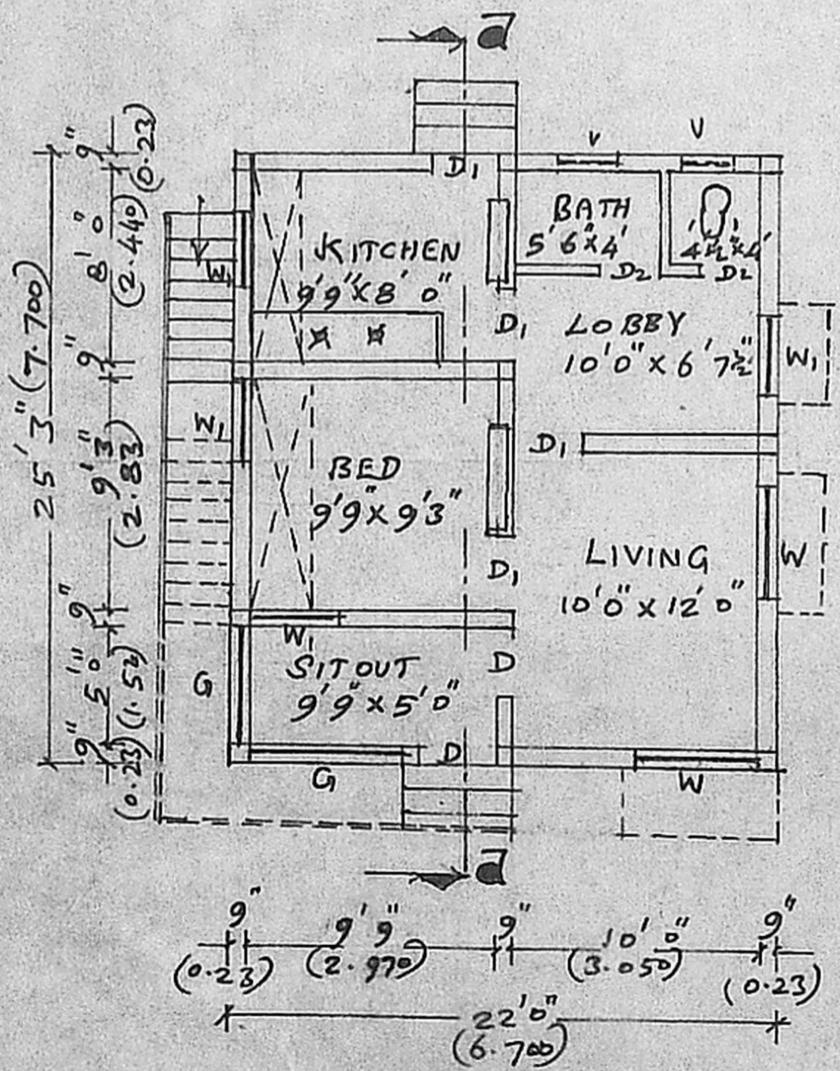 a
V
V
D1
BATH
5'6"x4'
4½'x4'
D2
D2
KITCHEN
9'9"x8'0"
W1
D1
LOBBY
10'0"x6'7½"
W1
W1
D1
BED
9'9"x9'3"
D1
LIVING
10'0"x12'0"
W
W1
SITOUT
9'9"x5'0"
D
G
D
G
W
a
25'3"(7.700)
9"
(0.23)
8'0"
(2.440)
9"
9'3"
(2.83)
9"
5'0"
(1.52)
9"
(0.23)
9"
(0.23)
9'9"
(2.970)
9"
10'0"
(3.050)
9"
(0.23)
22'0"
(6.700)